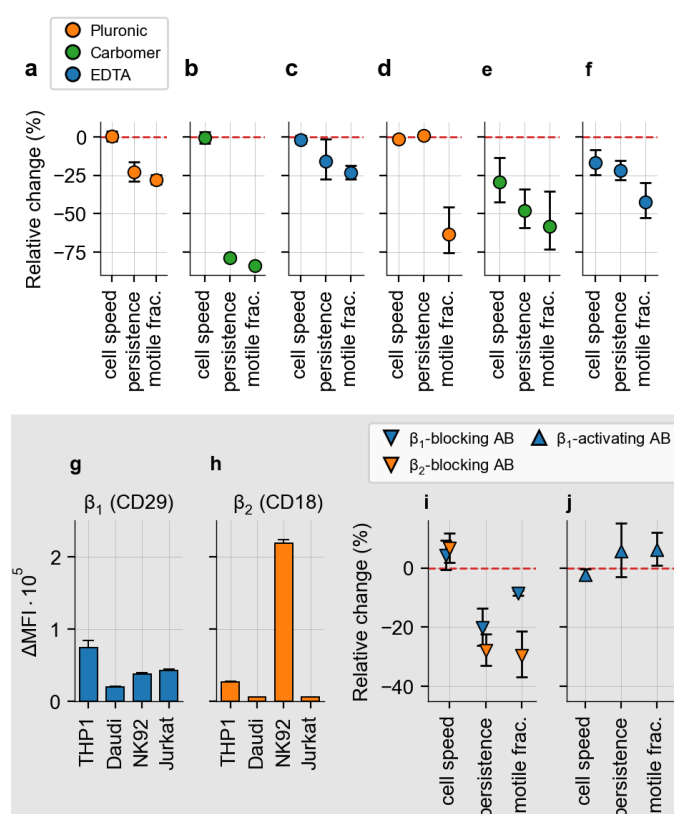 Pluronic
Carbomer
EDTA
a b c d e f
Relative change (%)
0
−25
−50
−75
cell speed
persistence
motile frac.
cell speed
persistence
motile frac.
cell speed
persistence
motile frac.
cell speed
persistence
motile frac.
cell speed
persistence
motile frac.
cell speed
persistence
motile frac.
β₁-blocking AB β₁-activating AB
β₂-blocking AB
g h i j
β₁ (CD29) β₂ (CD18)
ΔMFI · 10⁵
2
1
0
THP1
Daudi
NK92
Jurkat
THP1
Daudi
NK92
Jurkat
Relative change (%)
0
−20
−40
cell speed
persistence
motile frac.
cell speed
persistence
motile frac.